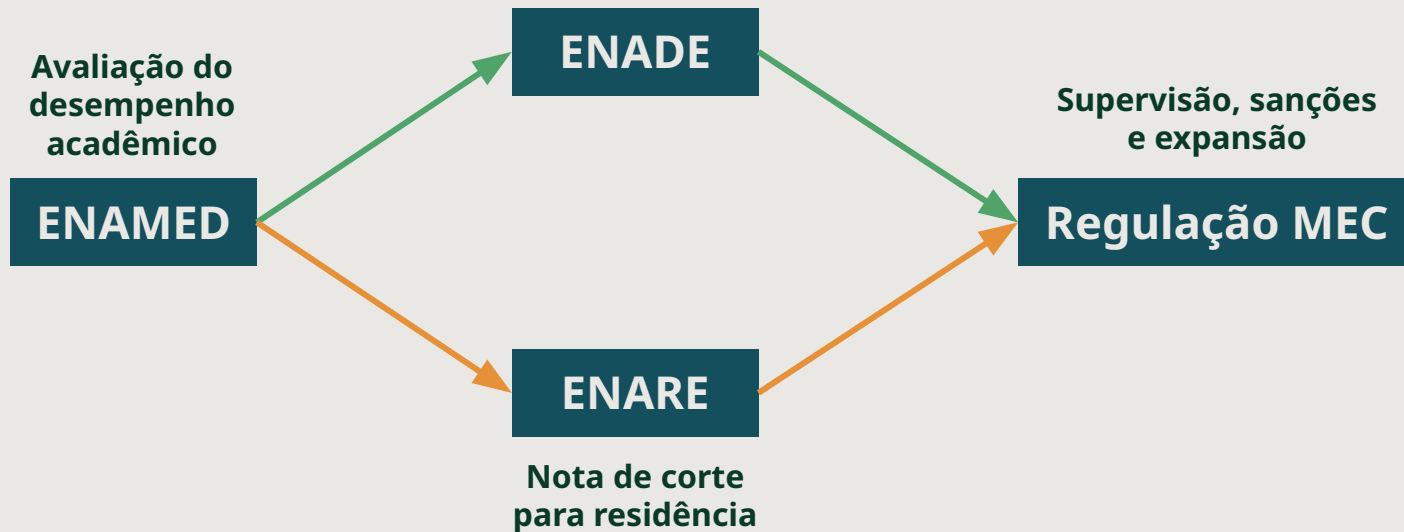 ENADE
Avaliação do
desempenho
acadêmico
Supervisão, sanções
e expansão
ENAMED
Regulação MEC
ENARE
Nota de corte
para residência